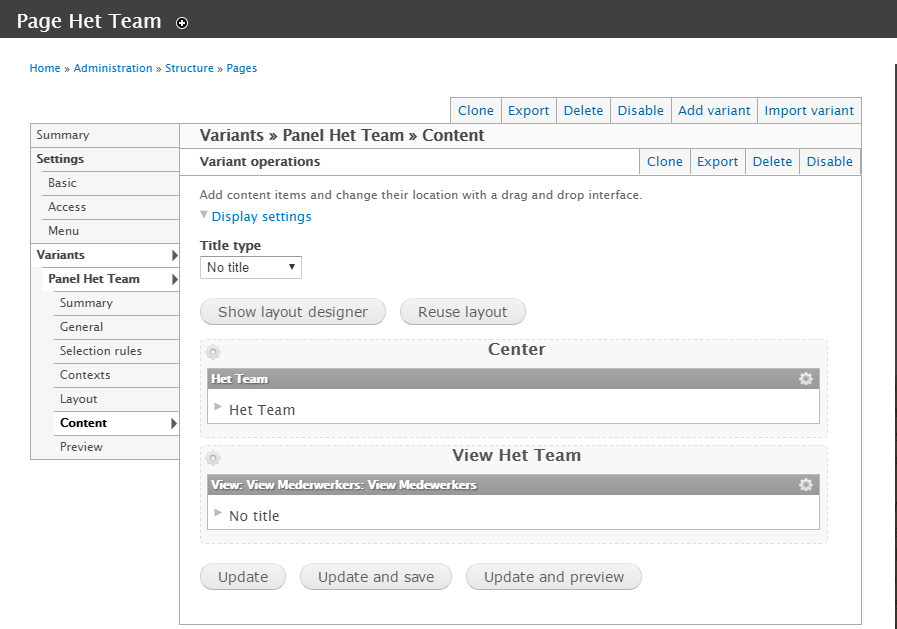 Page Het Team
Home » Administration » Structure » Pages
Clone Export Delete Disable Add variant Import variant
Summary
Settings
Basic
Access
Menu
Variants
Panel Het Team
Summary
General
Selection rules
Contexts
Layout
Content
Preview
Variants » Panel Het Team » Content
Variant operations
Clone Export Delete Disable
Add content items and change their location with a drag and drop interface.
Display settings
Title type
No title
Show layout designer Reuse layout
Center
Het Team
Het Team
View Het Team
View: View Mederwerkers: View Medewerkers
No title
Update Update and save Update and preview